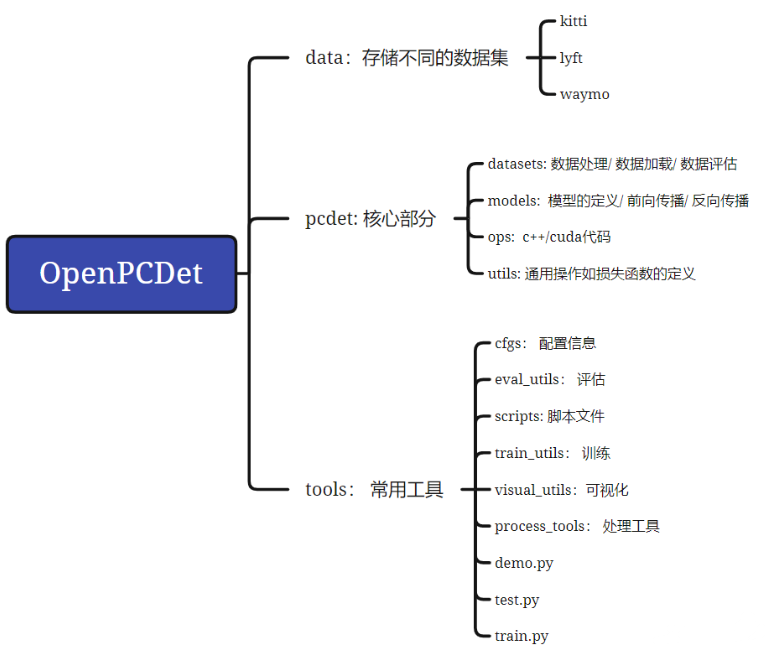 OpenPCDet
data：存储不同的数据集
kitti
lyft
waymo
pcdet: 核心部分
datasets: 数据处理/ 数据加载/ 数据评估
models: 模型的定义/ 前向传播/ 反向传播
ops: c++/cuda代码
utils: 通用操作如损失函数的定义
tools： 常用工具
cfgs： 配置信息
eval_utils： 评估
scripts: 脚本文件
train_utils： 训练
visual_utils：可视化
process_tools： 处理工具
demo.py
test.py
train.py